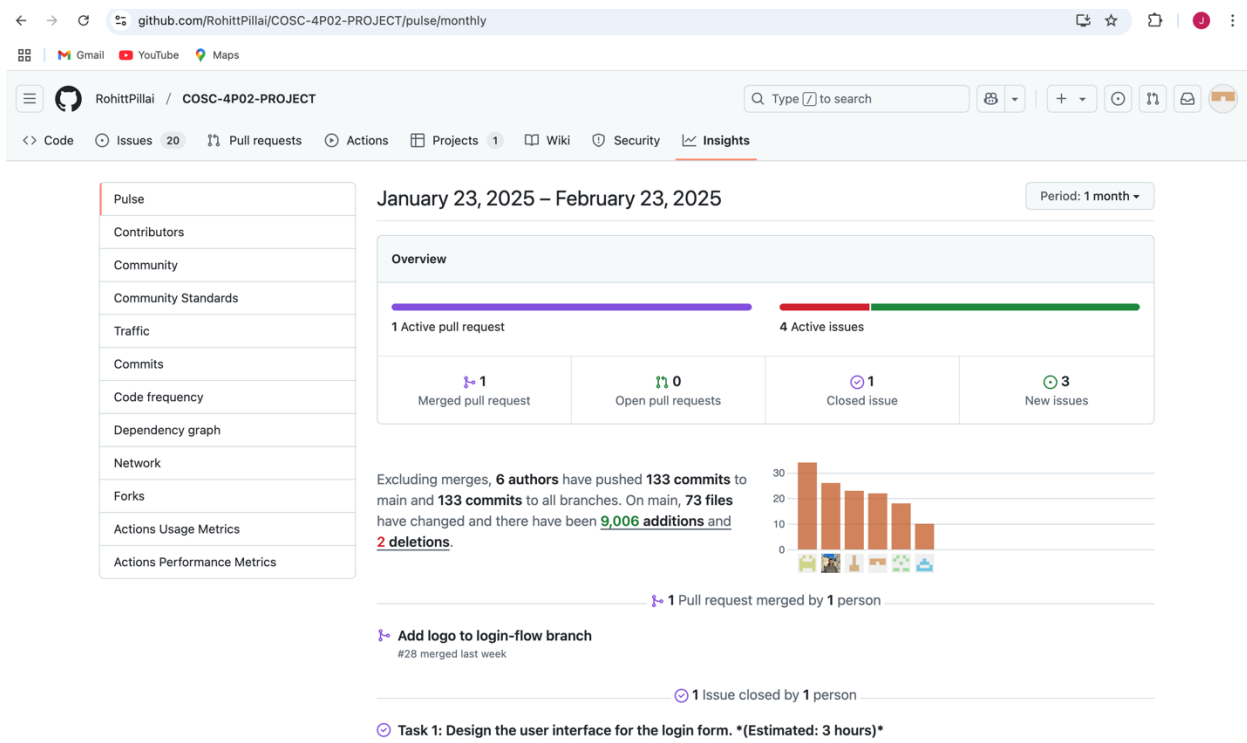 github.com/RohittPillai/COSC-4P02-PROJECT/pulse/monthly
J
Gmail YouTube Maps
RohittPillai / COSC-4P02-PROJECT
Type / to search
Code Issues 20 Pull requests Actions Projects 1 Wiki Security Insights
Pulse
Contributors
Community
Community Standards
Traffic
Commits
Code frequency
Dependency graph
Network
Forks
Actions Usage Metrics
Actions Performance Metrics
January 23, 2025 – February 23, 2025
Period: 1 month
Overview
1 Active pull request
4 Active issues
1
Merged pull request
0
Open pull requests
1
Closed issue
3
New issues
Excluding merges, 6 authors have pushed 133 commits to
main and 133 commits to all branches. On main, 73 files
have changed and there have been 9,006 additions and
2 deletions.
30
20
10
0
1 Pull request merged by 1 person
Add logo to login-flow branch
#28 merged last week
1 Issue closed by 1 person
Task 1: Design the user interface for the login form. *(Estimated: 3 hours)*